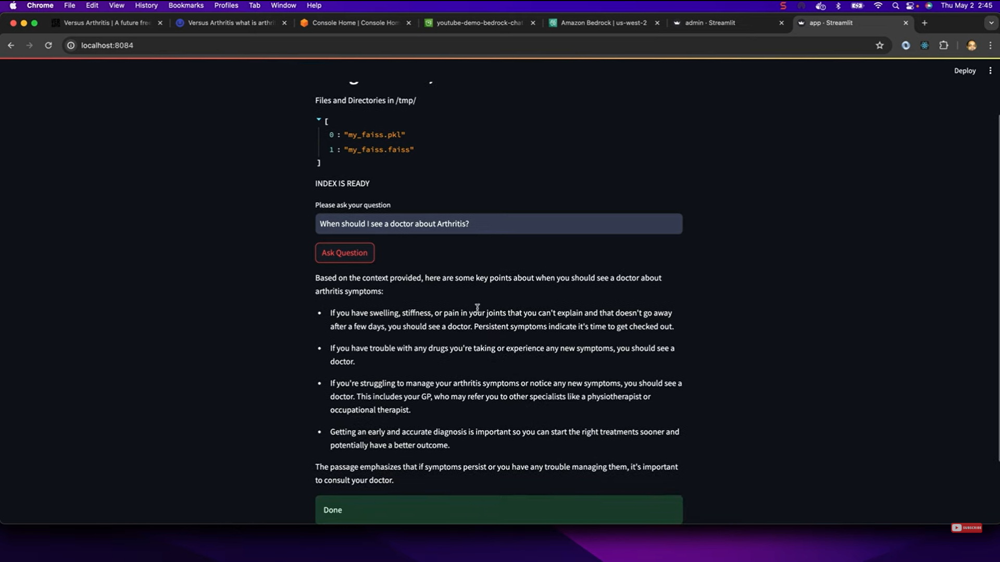 Chrome File Edit View History Bookmarks Profiles Tab Window Help Thu May 2 2:45
Versus Arthritis | A future free Versus Arthritis what is arthri Console Home | Console Hom youtube-demo-bedrock-chat Amazon Bedrock | us-west-2 admin · Streamlit app · Streamlit
localhost:8084
Deploy
Files and Directories in /tmp/
[
0 : "my_faiss.pkl"
1 : "my_faiss.faiss"
]
INDEX IS READY
Please ask your question
When should I see a doctor about Arthritis?
Ask Question
Based on the context provided, here are some key points about when you should see a doctor about
arthritis symptoms:
• If you have swelling, stiffness, or pain in your joints that you can't explain and that doesn't go away
after a few days, you should see a doctor. Persistent symptoms indicate it's time to get checked out.
• If you have trouble with any drugs you're taking or experience any new symptoms, you should see a
doctor.
• If you're struggling to manage your arthritis symptoms or notice any new symptoms, you should see a
doctor. This includes your GP, who may refer you to other specialists like a physiotherapist or
occupational therapist.
• Getting an early and accurate diagnosis is important so you can start the right treatments sooner and
potentially have a better outcome.
The passage emphasizes that if symptoms persist or you have any trouble managing them, it's important
to consult your doctor.
Done
SUBSCRIBE